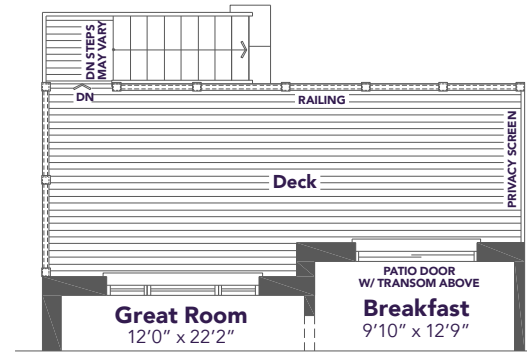 DN STEPS
MAY VARY
DN
RAILING
PRIVACY SCREEN
Deck
PATIO DOOR
W/ TRANSOM ABOVE
Great Room
12'0" x 22'2"
Breakfast
9'10" x 12'9"